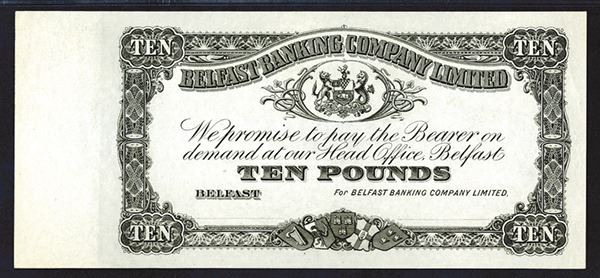 TEN TEN
BELFAST BANKING COMPANY LIMITED
We promise to pay the Bearer on
demand at our Head Office, Belfast
TEN POUNDS
BELFAST For BELFAST BANKING COMPANY LIMITED.
TEN TEN